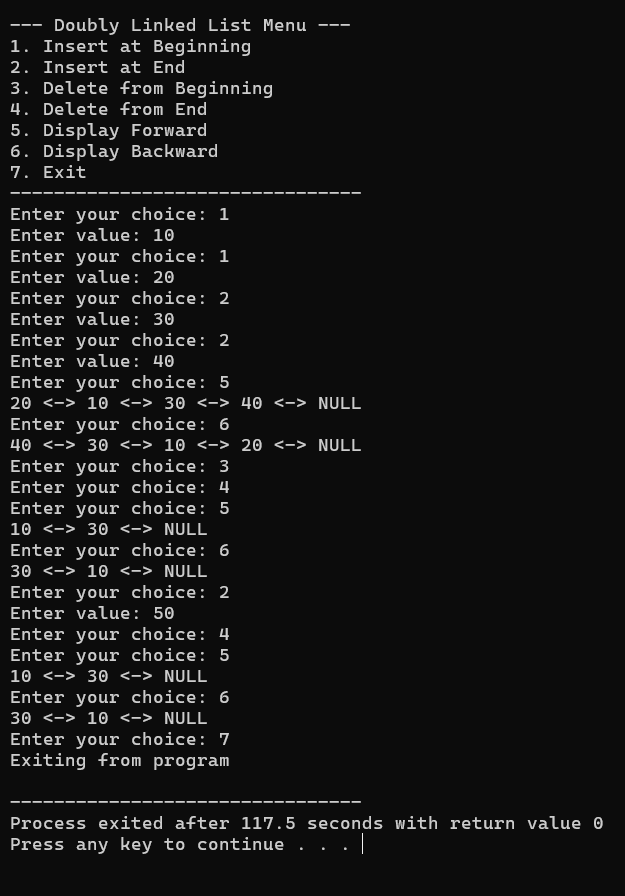 --- Doubly Linked List Menu ---
1. Insert at Beginning
2. Insert at End
3. Delete from Beginning
4. Delete from End
5. Display Forward
6. Display Backward
7. Exit
--------------------------------
Enter your choice: 1
Enter value: 10
Enter your choice: 1
Enter value: 20
Enter your choice: 2
Enter value: 30
Enter your choice: 2
Enter value: 40
Enter your choice: 5
20 <-> 10 <-> 30 <-> 40 <-> NULL
Enter your choice: 6
40 <-> 30 <-> 10 <-> 20 <-> NULL
Enter your choice: 3
Enter your choice: 4
Enter your choice: 5
10 <-> 30 <-> NULL
Enter your choice: 6
30 <-> 10 <-> NULL
Enter your choice: 2
Enter value: 50
Enter your choice: 4
Enter your choice: 5
10 <-> 30 <-> NULL
Enter your choice: 6
30 <-> 10 <-> NULL
Enter your choice: 7
Exiting from program

--------------------------------
Process exited after 117.5 seconds with return value 0
Press any key to continue . . .